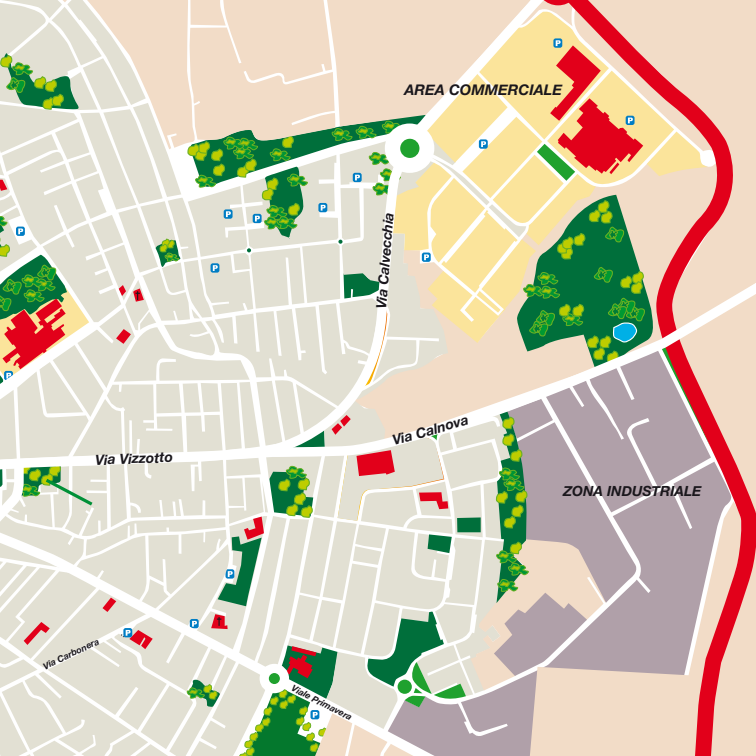 P
AREA COMMERCIALE
P
P
P
P
P
P
P
Via Calvecchia
P
P
P
Via Calnova
Via Vizzotto
ZONA INDUSTRIALE
P
P
P
Via Carbonera
Viale Primavera
P